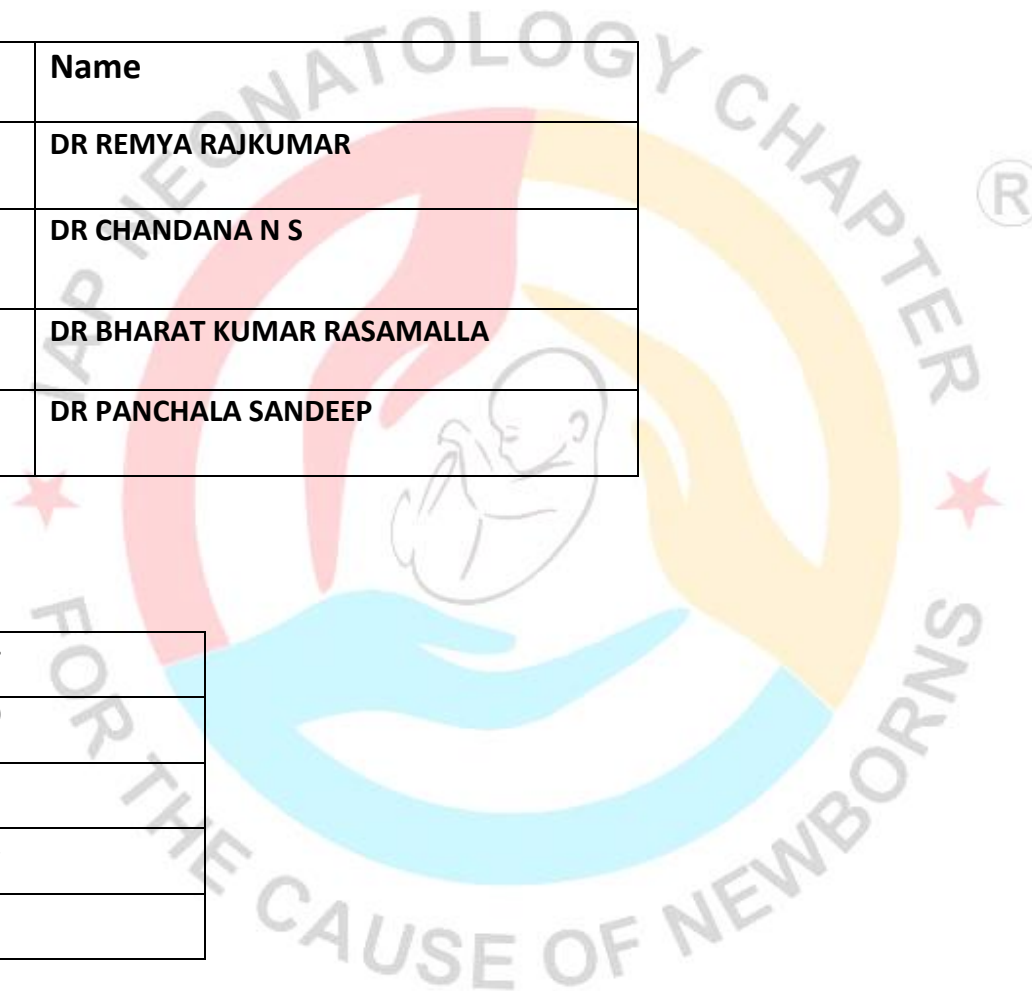 Name
DR REMYA RAJKUMAR
DR CHANDANA N S
DR BHARAT KUMAR RASAMALLA
DR PANCHALA SANDEEP
IAP NEONATOLOGY CHAPTER
®
FOR THE CAUSE OF NEWBORNS